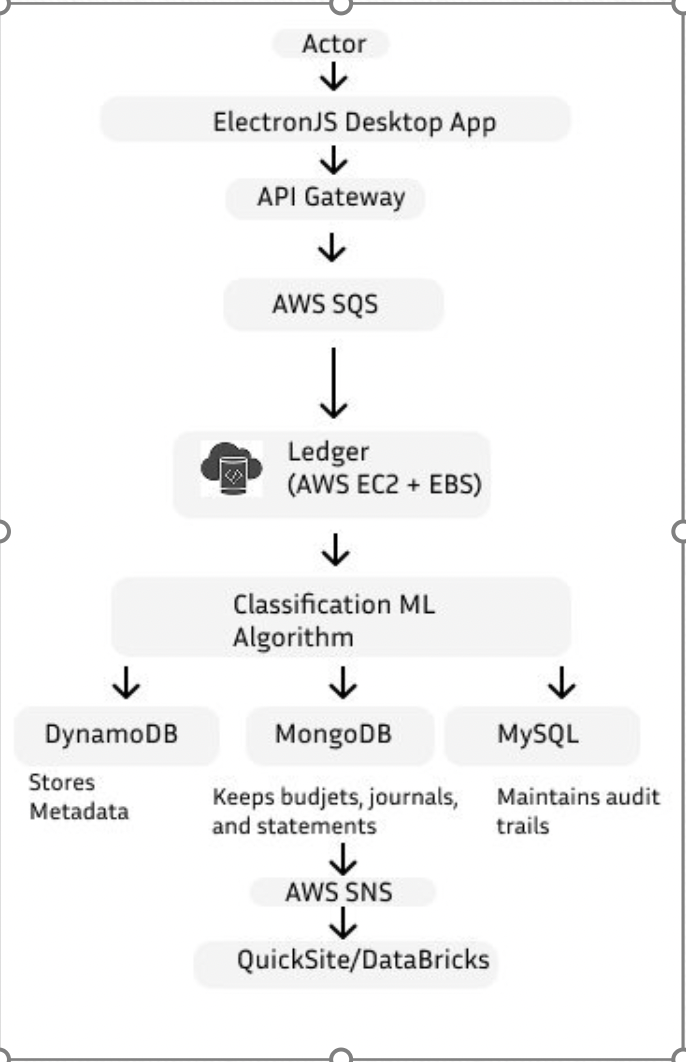 Actor
ElectronJS Desktop App
API Gateway
AWS SQS
Ledger
(AWS EC2 + EBS)
Classification ML
Algorithm
DynamoDB
MongoDB
MySQL
Stores
Metadata
Keeps budjets, journals,
and statements
Maintains audit
trails
AWS SNS
QuickSite/DataBricks